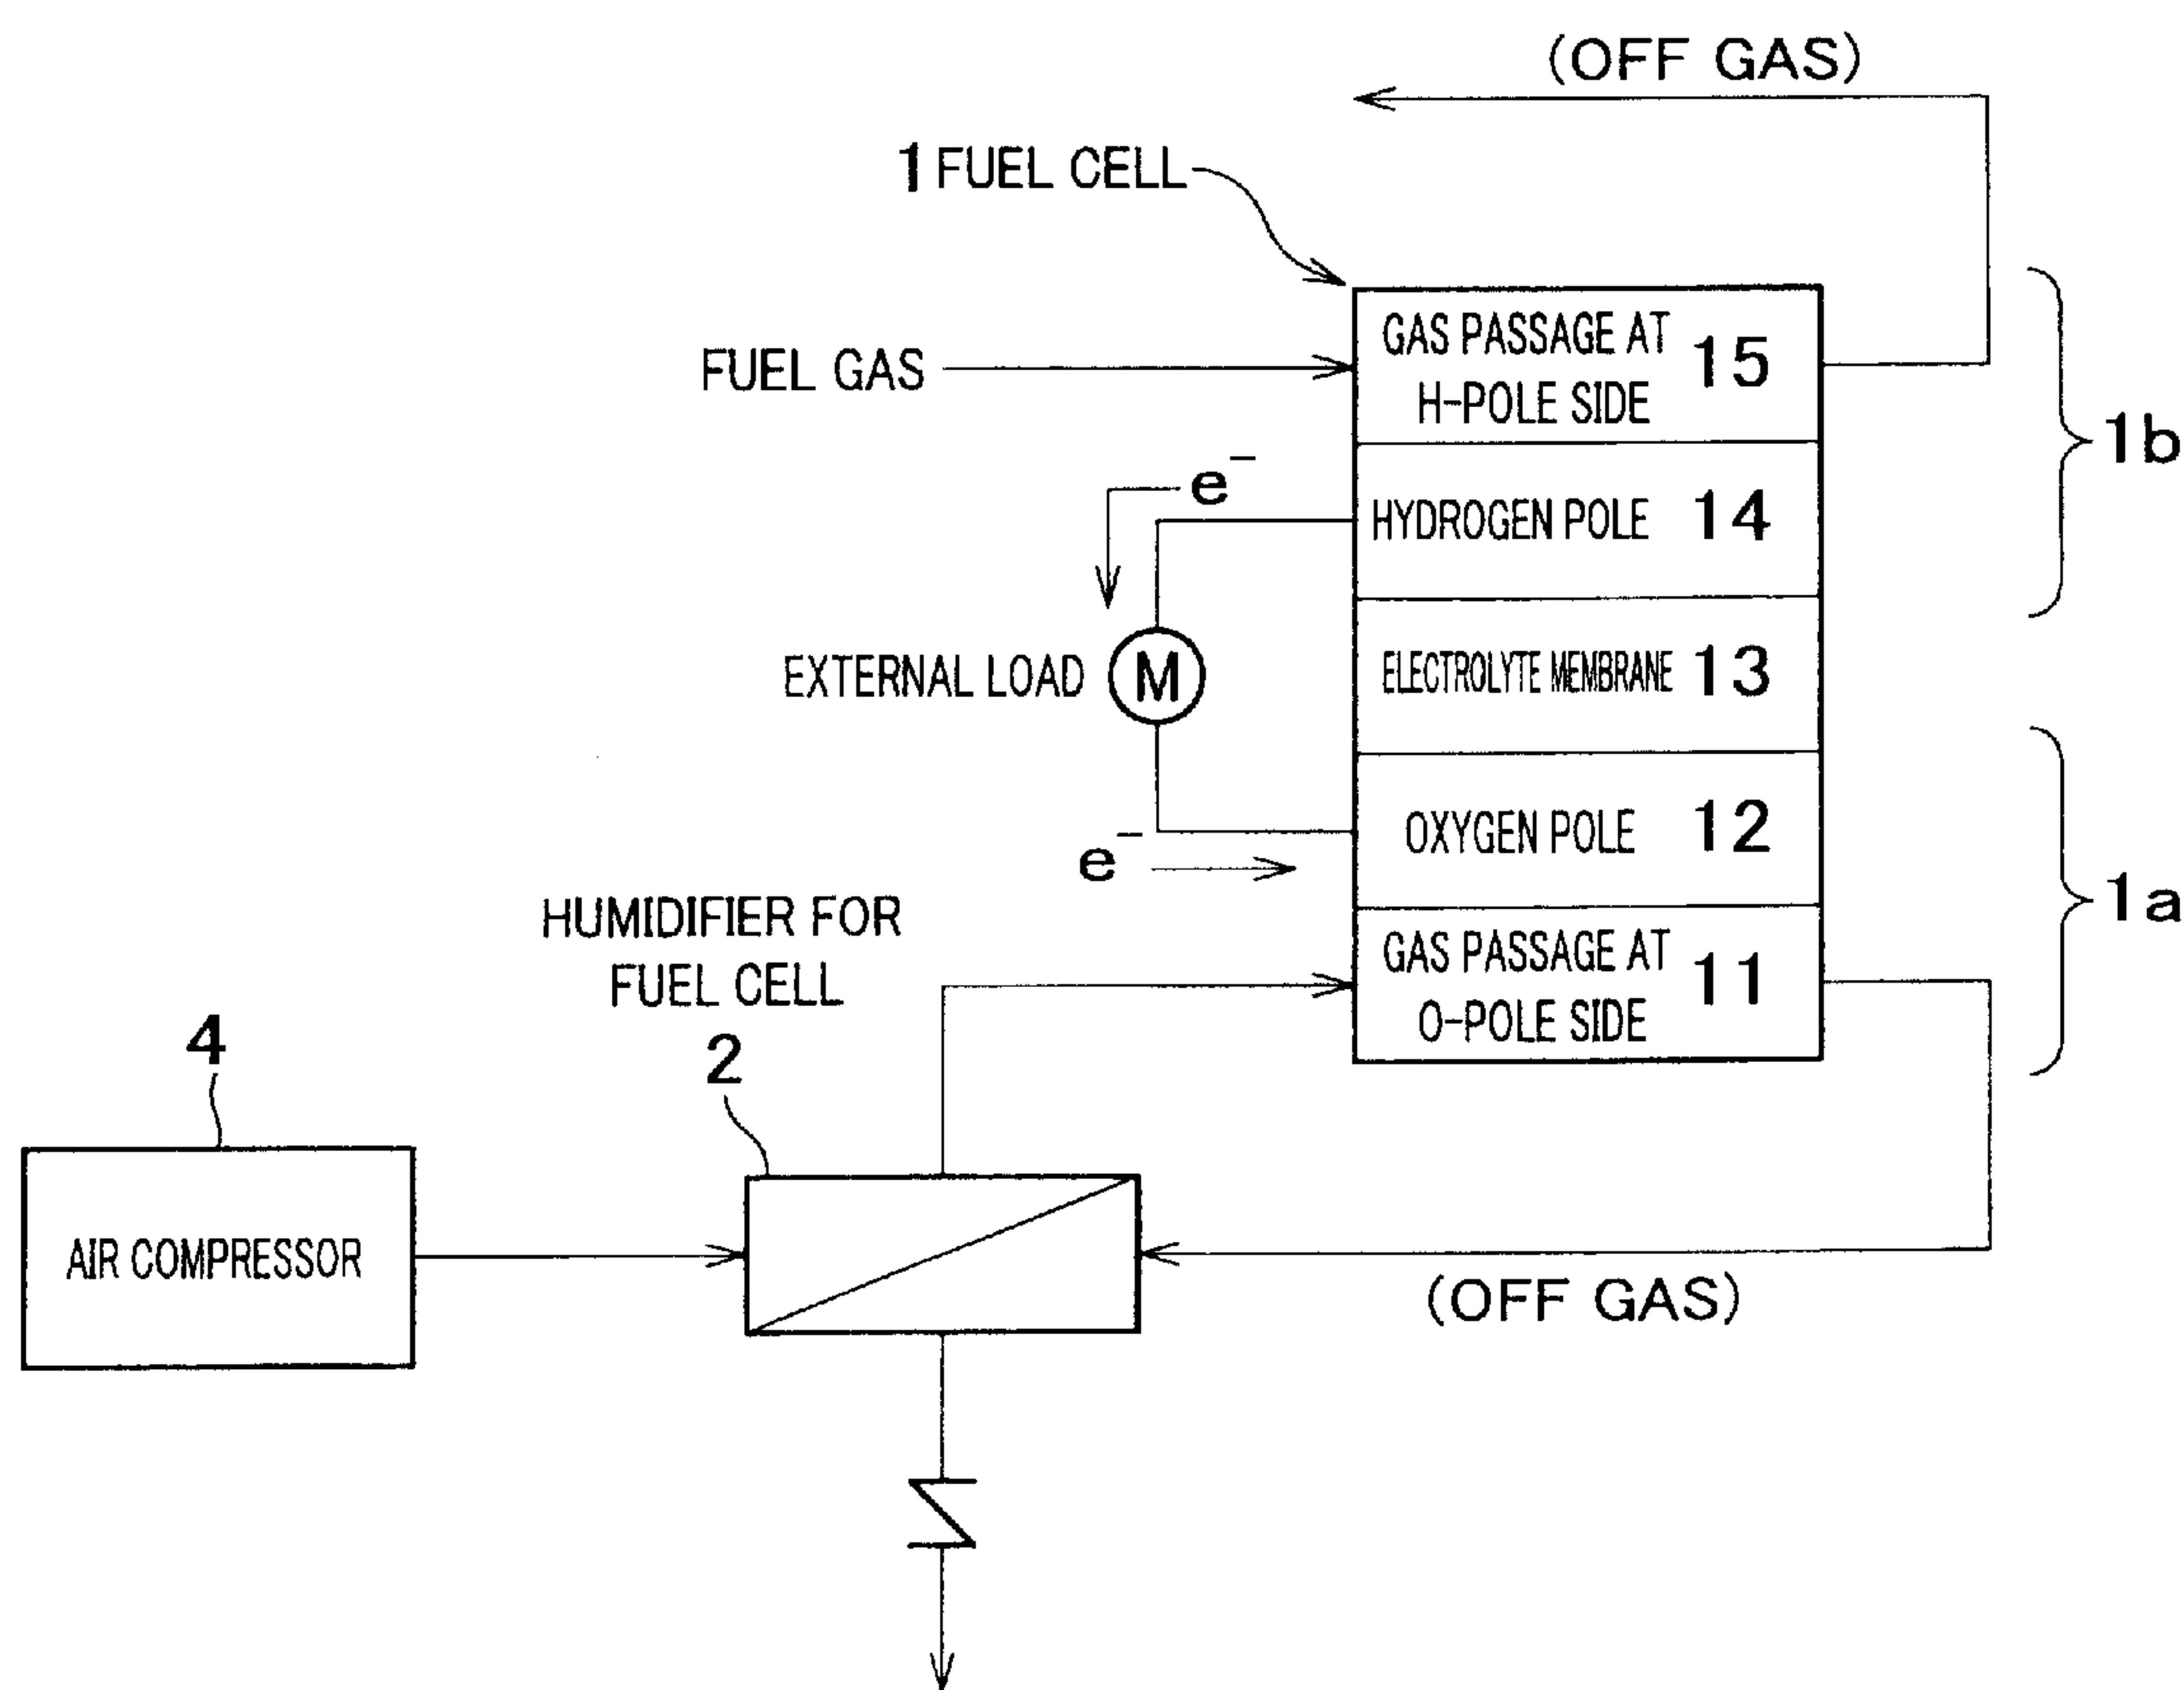 (OFF GAS)
1 FUEL CELL
GAS PASSAGE AT
H-POLE SIDE
15
FUEL GAS
1b
e⁻
HYDROGEN POLE 14
EXTERNAL LOAD
M
ELECTROLYTE MEMBRANE 13
OXYGEN POLE 12
e⁻
1a
HUMIDIFIER FOR
FUEL CELL
2
GAS PASSAGE AT
O-POLE SIDE
11
4
AIR COMPRESSOR
(OFF GAS)